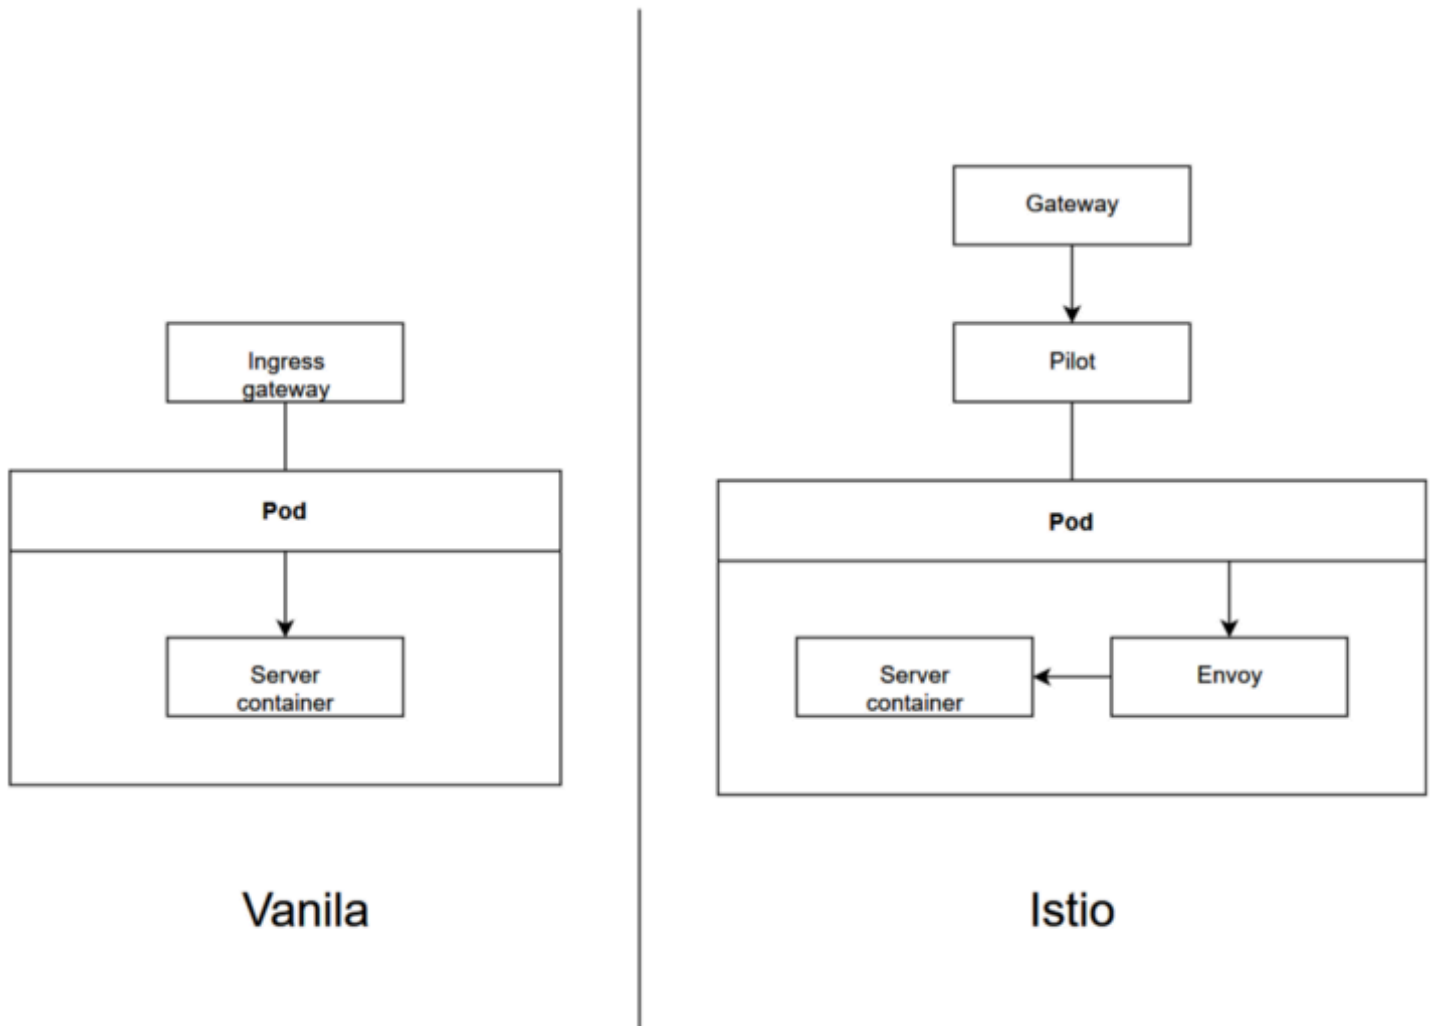 Ingress
gateway
Pod
Server
container
Vanila
Gateway
Pilot
Pod
Server
container
Envoy
Istio